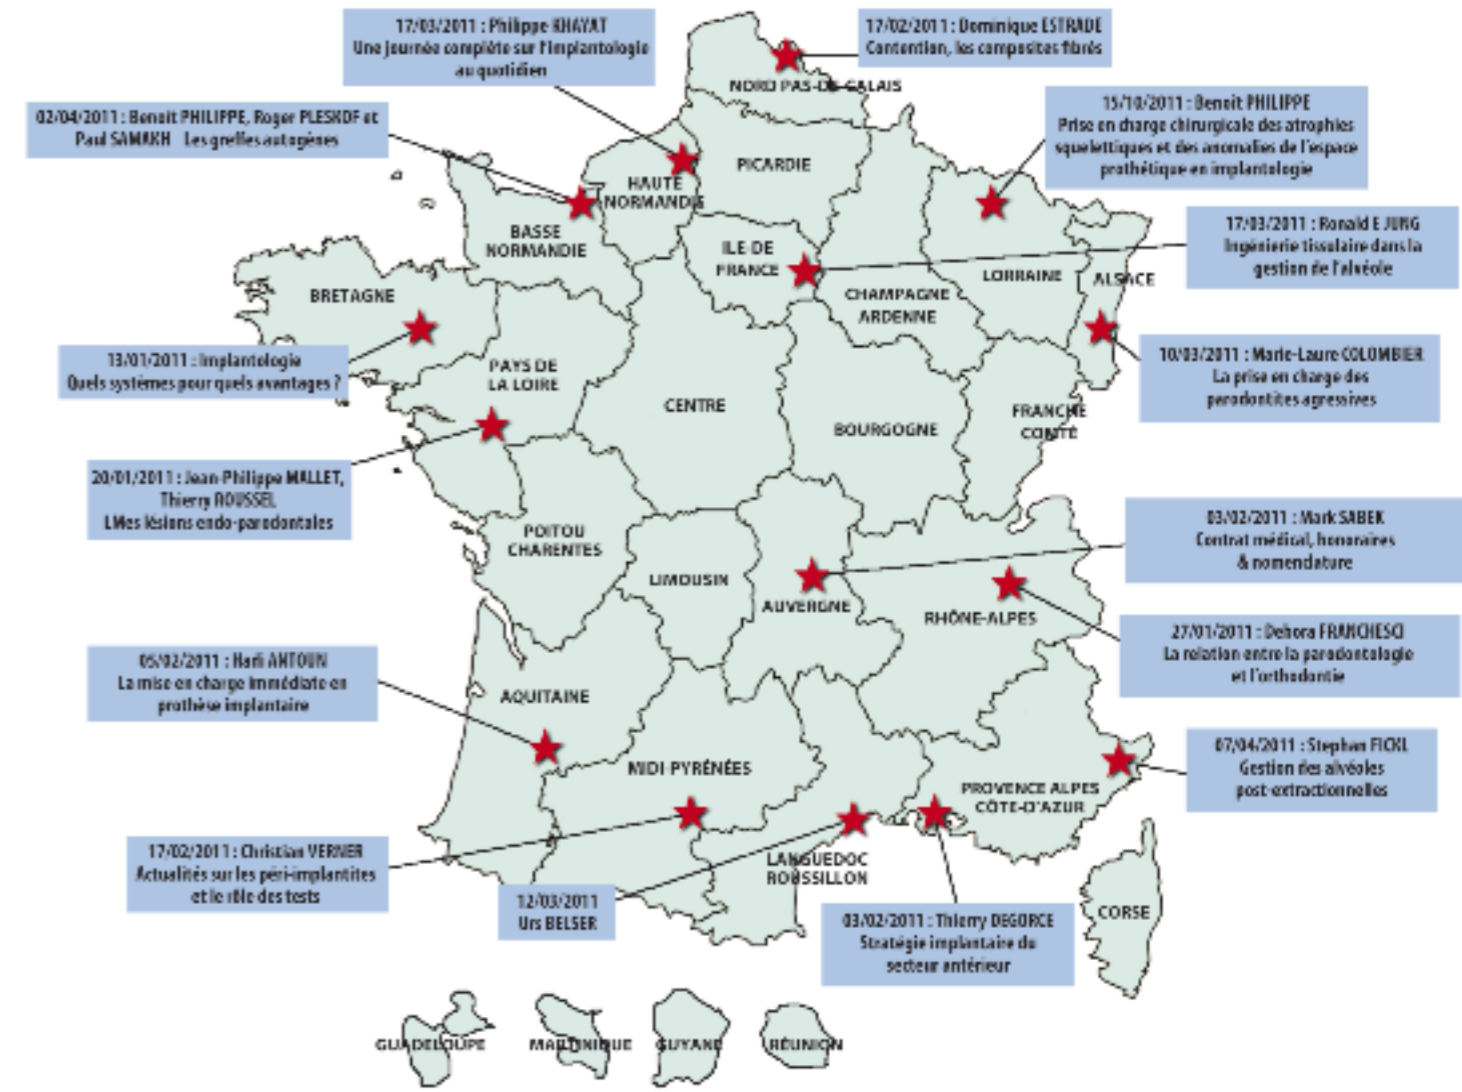 17/03/2011 : Philippe KHAYAT
Une journée complète sur l'implantologie
au quotidien
17/02/2011 : Dominique ESTRADE
Contention, les composites fibrés
02/04/2011 : Benoit PHILIPPE, Roger PLESKOF et
Paul SAMAKH Les greffes autogènes
15/10/2011 : Benoit PHILIPPE
Prise en charge chirurgicale des atrophies
squelettiques et des anomalies de l'espace
prothétique en implantologie
17/03/2011 : Ronald E JUNG
Ingénierie tissulaire dans la
gestion de l'alvéole
13/01/2011 : Implantologie
Quels systèmes pour quels avantages ?
10/03/2011 : Marie-Laure COLOMBIER
La prise en charge des
parodontites agressives
20/01/2011 : Jean-Philippe MALLET,
Thierry ROUSSEL
LMes lésions endo-parodontales
03/02/2011 : Mark SABEK
Contrat médical, honoraires
& nomenclature
27/01/2011 : Debora FRANCHESCI
La relation entre la parodontologie
et l'orthodontie
05/02/2011 : Hadi ANTOUN
La mise en charge immédiate en
prothèse implantaire
07/04/2011 : Stephan FICKL
Gestion des alvéoles
post-extractionnelles
17/02/2011 : Christian VERNER
Actualités sur les péri-implantites
et le rôle des tests
12/03/2011
Urs BELSER
03/02/2011 : Thierry DEGORCE
Stratégie implantaire du
secteur antérieur
NORD PAS-DE-CALAIS
PICARDIE
HAUTE
NORMANDIE
BASSE
NORMANDIE
ILE-DE
FRANCE
LORRAINE
ALSACE
CHAMPAGNE
ARDENNE
BRETAGNE
PAYS DE
LA LOIRE
CENTRE
BOURGOGNE
FRANCHE
COMTÉ
POITOU
CHARENTES
LIMOUSIN
AUVERGNE
RHÔNE-ALPES
AQUITAINE
MIDI-PYRÉNÉES
PROVENCE ALPES
CÔTE-D'AZUR
LANGUEDOC
ROUSSILLON
CORSE
GUADELOUPE
MARTINIQUE
GUYANE
RÉUNION